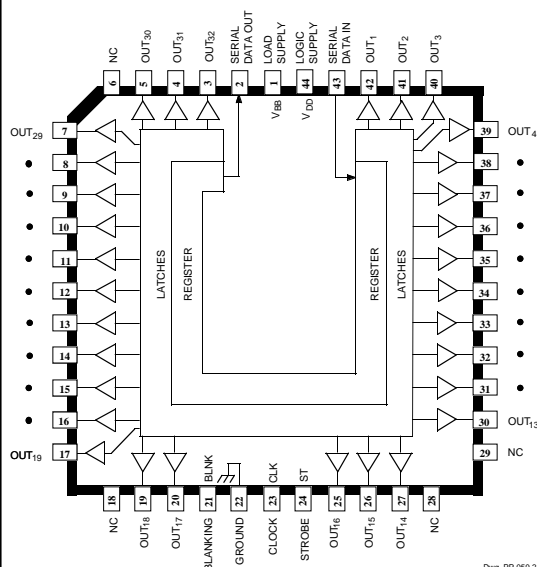 NC
OUT30
OUT31
OUT32
SERIAL
DATA OUT
LOAD
SUPPLY
LOGIC
SUPPLY
SERIAL
DATA IN
OUT1
OUT2
OUT3
6
5
4
3
2
1
44
43
42
41
40
VBB
VDD
OUT29
7
8
9
10
11
12
13
14
15
16
OUT19
17
LATCHES
REGISTER
REGISTER
LATCHES
39
OUT4
38
37
36
35
34
33
32
31
30
OUT13
29
NC
BLNK
CLK
ST
18
19
20
21
22
23
24
25
26
27
28
NC
OUT18
OUT17
BLANKING
GROUND
CLOCK
STROBE
OUT16
OUT15
OUT14
NC